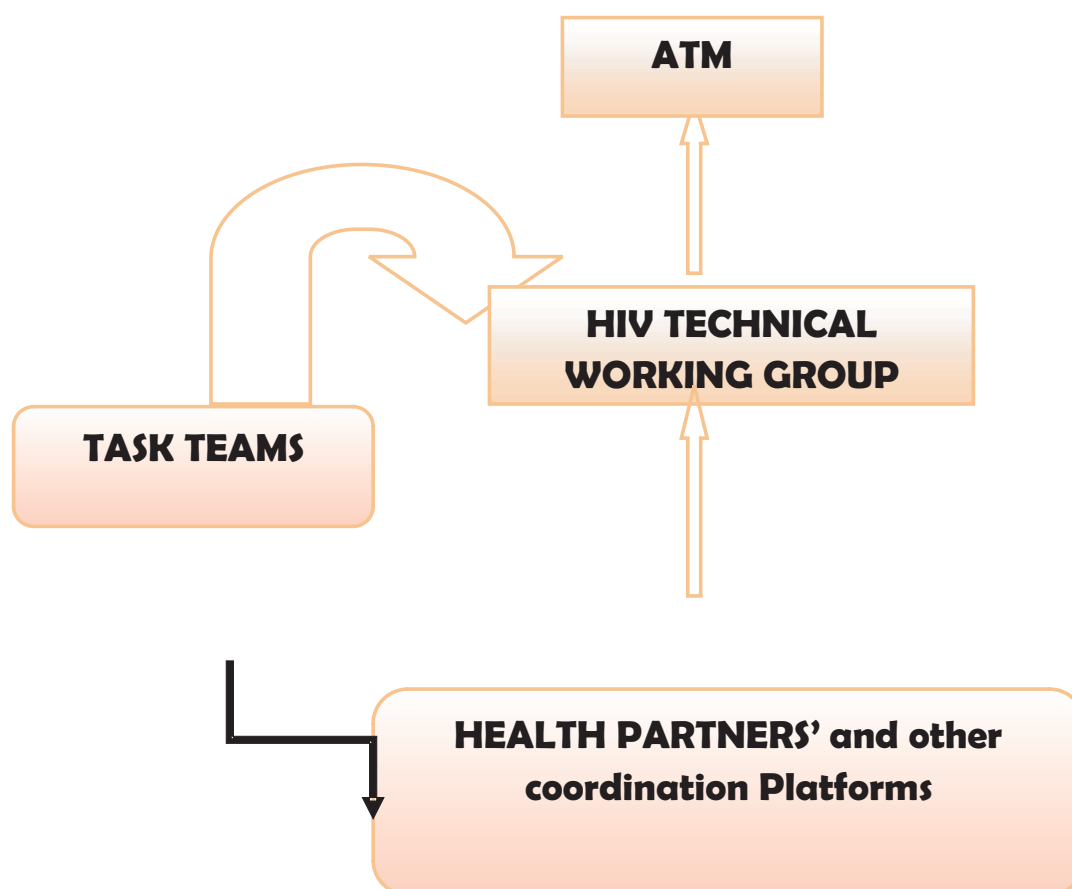 ATM
HIV TECHNICAL
WORKING GROUP
TASK TEAMS
HEALTH PARTNERS’ and other
coordination Platforms